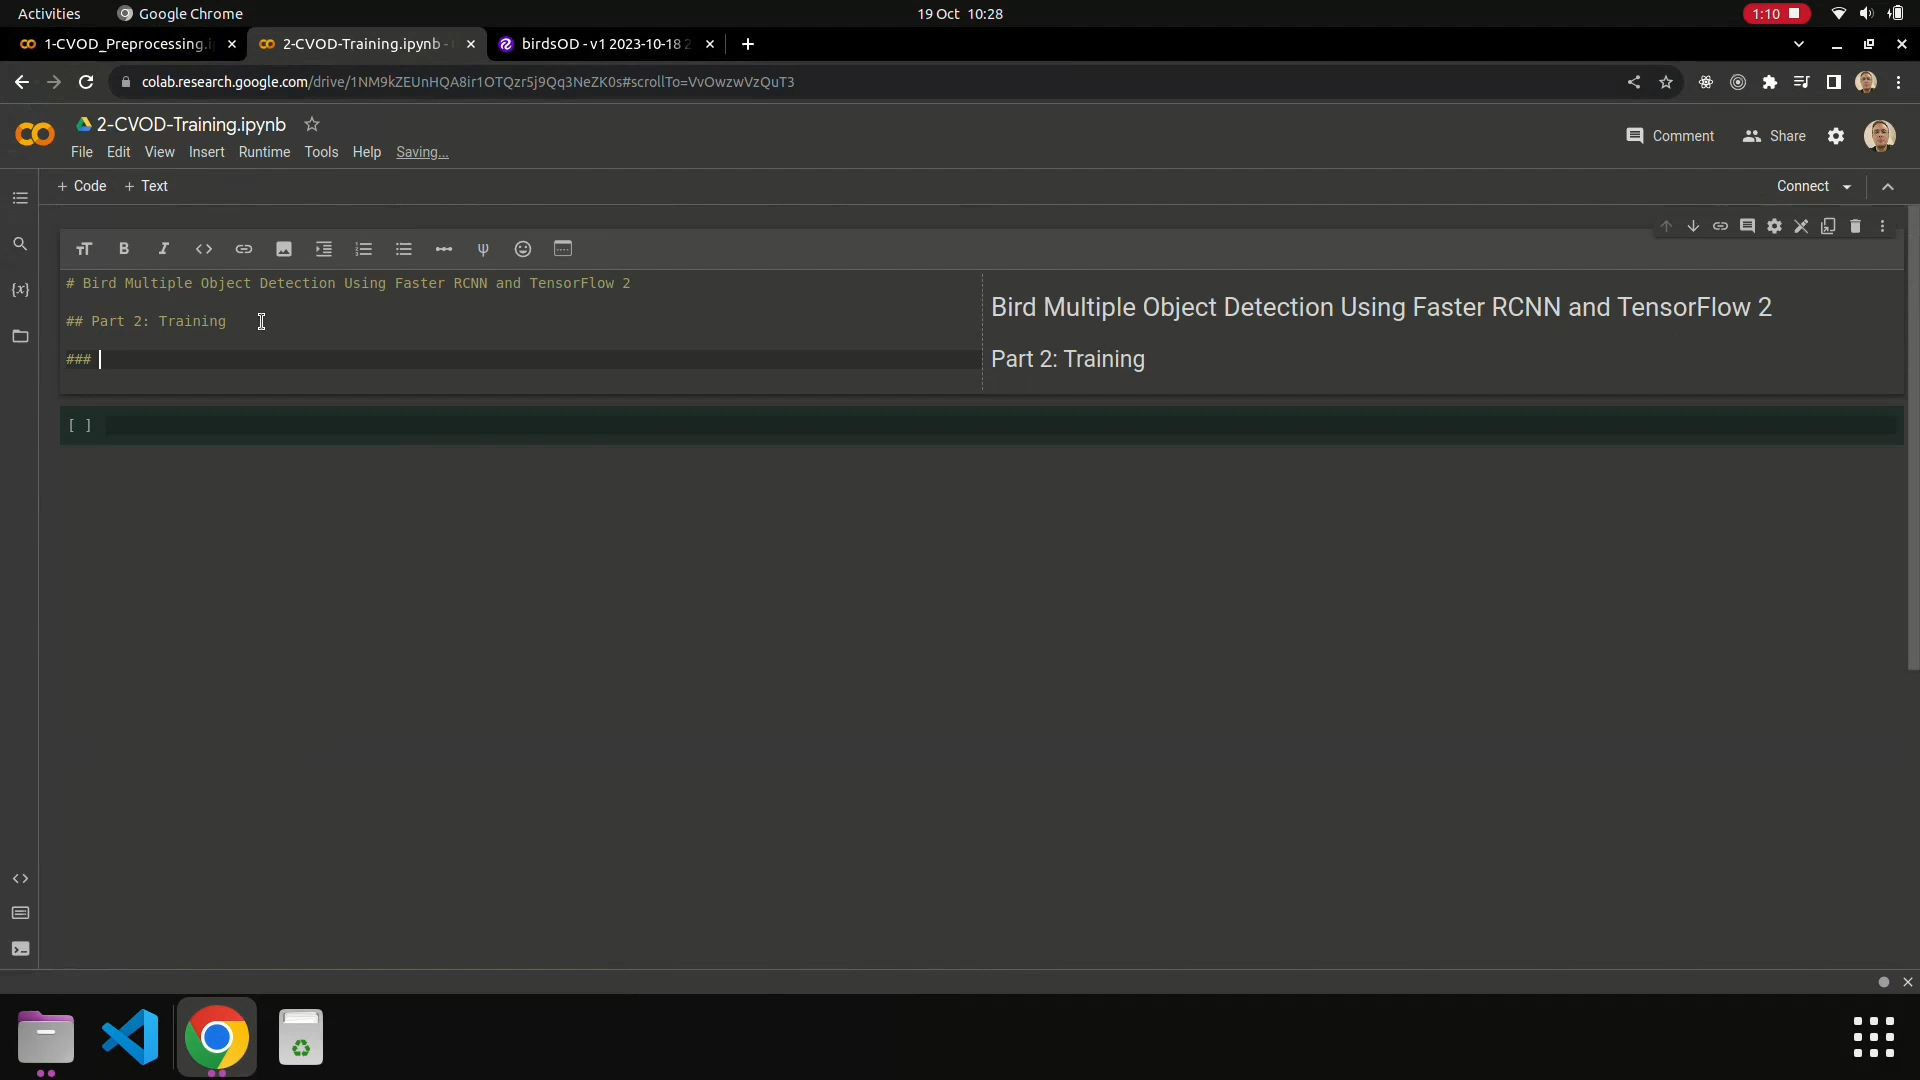 Activities Google Chrome 19 Oct 10:28 1:10
1-CVOD_Preprocessing.i 2-CVOD-Training.ipynb - birdsOD - v1 2023-10-18 2
colab.research.google.com/drive/1NM9kZEUnHQA8ir1OTQzr5j9Qq3NeZK0s#scrollTo=VvOwzwVzQuT3
2-CVOD-Training.ipynb
Comment Share
File Edit View Insert Runtime Tools Help Saving...
+ Code + Text Connect
# Bird Multiple Object Detection Using Faster RCNN and TensorFlow 2
## Part 2: Training
###
Bird Multiple Object Detection Using Faster RCNN and TensorFlow 2
Part 2: Training
[ ]